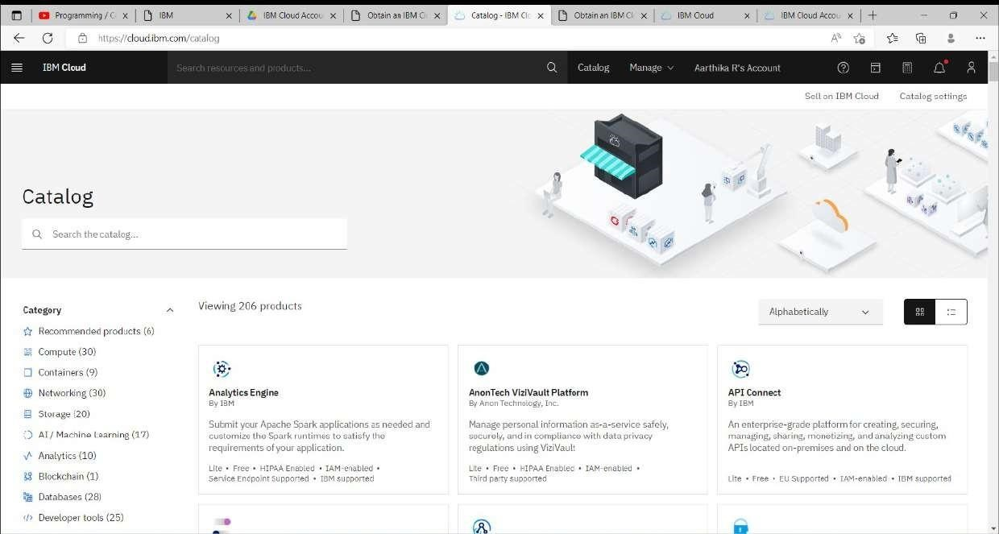 Programming / C
IBM
IBM Cloud Accou
Obtain an IBM Cl
Catalog - IBM Clo
Obtain an IBM Cl
IBM Cloud
IBM Cloud Accou
https://cloud.ibm.com/catalog
IBM Cloud
Search resources and products...
Catalog
Manage
Aarthika R's Account
Sell on IBM Cloud
Catalog settings
Catalog
Search the catalog...
Category
Recommended products (6)
Compute (30)
Containers (9)
Networking (30)
Storage (20)
AI / Machine Learning (17)
Analytics (10)
Blockchain (1)
Databases (28)
Developer tools (25)
Viewing 206 products
Alphabetically
Analytics Engine
By IBM
Submit your Apache Spark applications as needed and
customize the Spark runtimes to satisfy the
requirements of your application.
Lite • Free • HIPAA Enabled • IAM-enabled •
Service Endpoint Supported • IBM supported
AnonTech ViziVault Platform
By Anon Technology, Inc.
Manage personal information as-a-service safely,
securely, and in compliance with data privacy
regulations using ViziVault
Lite • Free • HIPAA Enabled • IAM-enabled •
Third party supported
API Connect
By IBM
An enterprise-grade platform for creating, securing,
managing, sharing, monetizing, and analyzing custom
APIs located on-premises and on the cloud.
Lite • Free • EU Supported • IAM-enabled • IBM supported